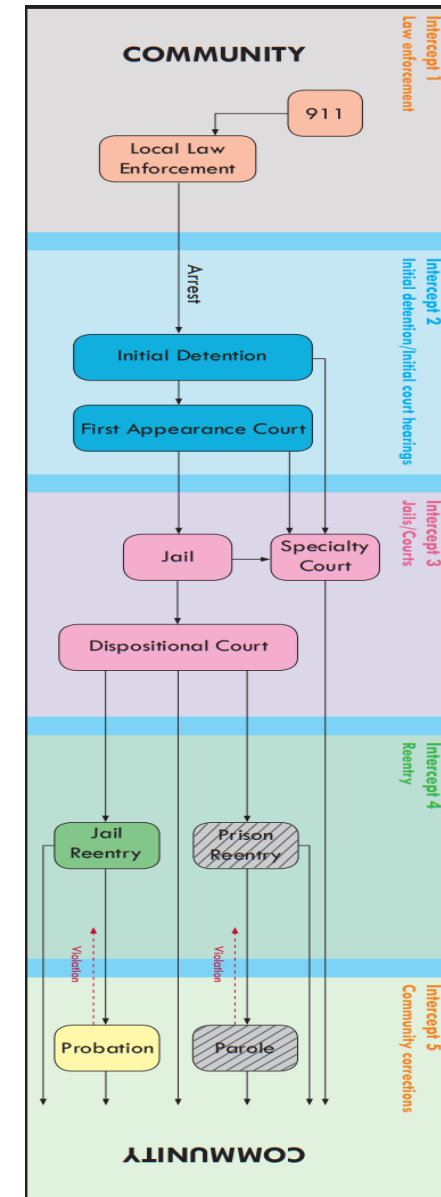 COMMUNITY
Intercept 1
Law enforcement
911
Local Law
Enforcement
Arrest
Intercept 2
Initial detention/Initial court hearings
Initial Detention
First Appearance Court
Intercept 3
Jails/Courts
Jail
Specialty
Court
Dispositional Court
Intercept 4
Reentry
Jail
Reentry
Prison
Reentry
Violation
Violation
Intercept 5
Community corrections
Probation
Parole
COMMUNITY